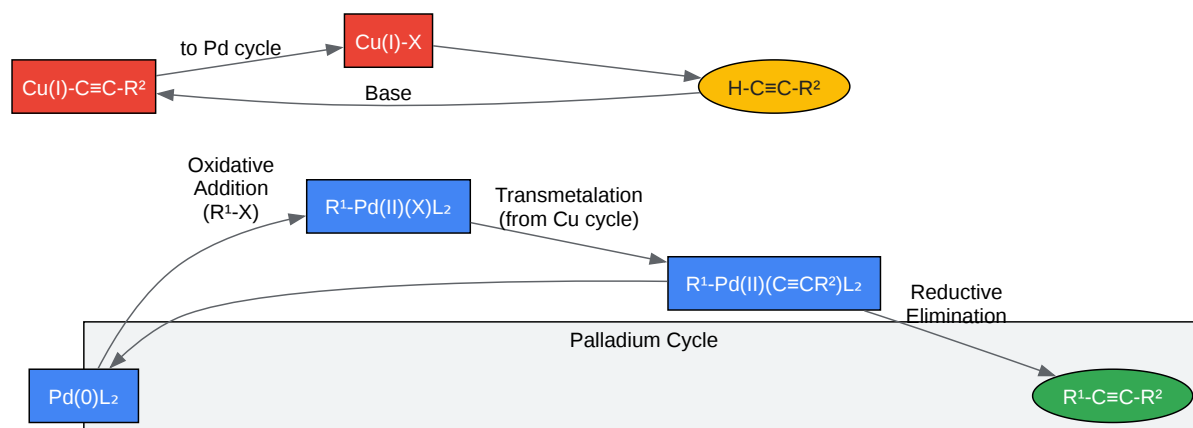 to Pd cycle
Cu(I)-X
Cu(I)-C≡C-R²
Base
H-C≡C-R²
Oxidative
Addition
(R¹-X)
R¹-Pd(II)(X)L₂
Transmetalation
(from Cu cycle)
R¹-Pd(II)(C≡CR²)L₂
Reductive
Elimination
Palladium Cycle
Pd(0)L₂
R¹-C≡C-R²